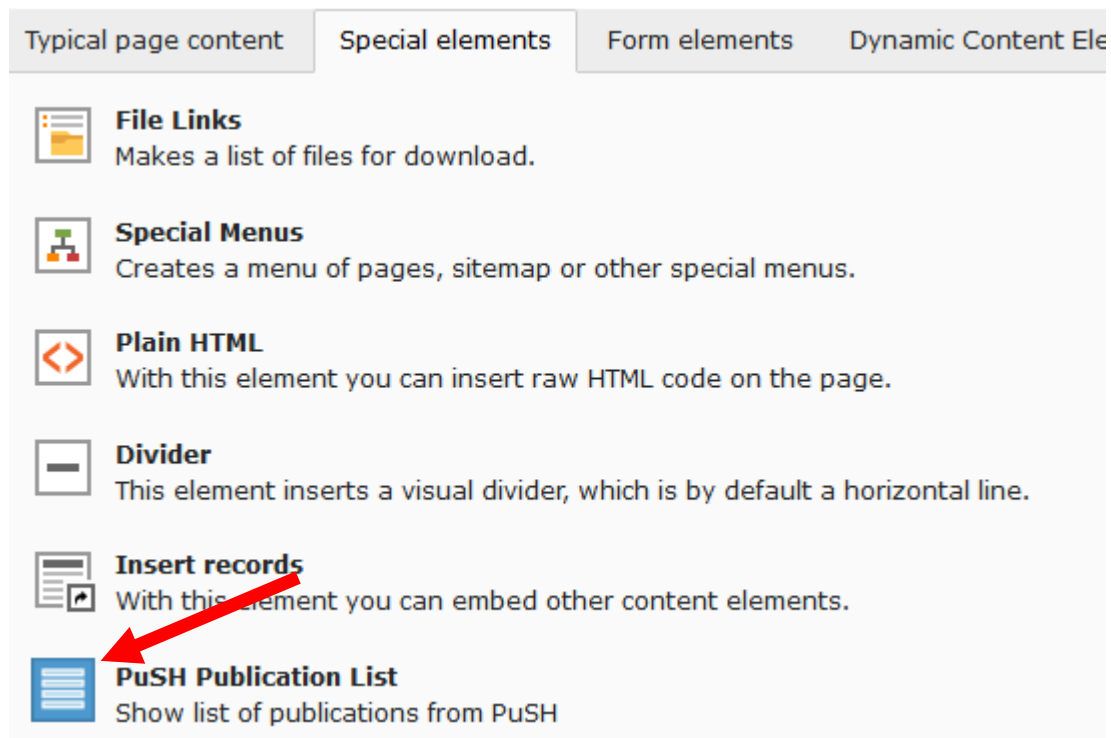 Typical page content Special elements Form elements Dynamic Content Ele
File Links
Makes a list of files for download.
Special Menus
Creates a menu of pages, sitemap or other special menus.
Plain HTML
With this element you can insert raw HTML code on the page.
Divider
This element inserts a visual divider, which is by default a horizontal line.
Insert records
With this element you can embed other content elements.
PuSH Publication List
Show list of publications from PuSH